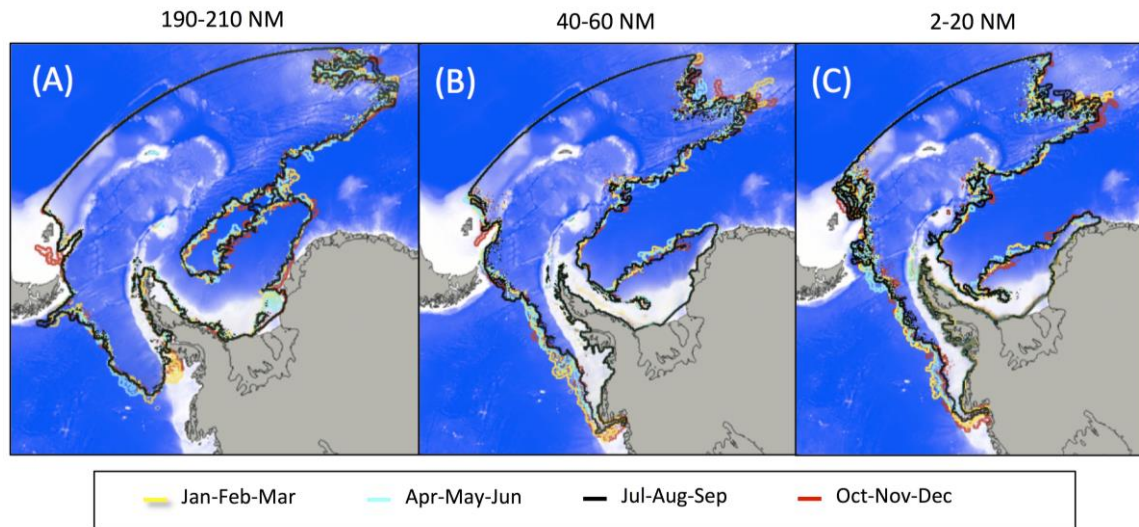 190-210 NM 40-60 NM 2-20 NM
(A) (B) (C)
Jan-Feb-Mar Apr-May-Jun Jul-Aug-Sep Oct-Nov-Dec